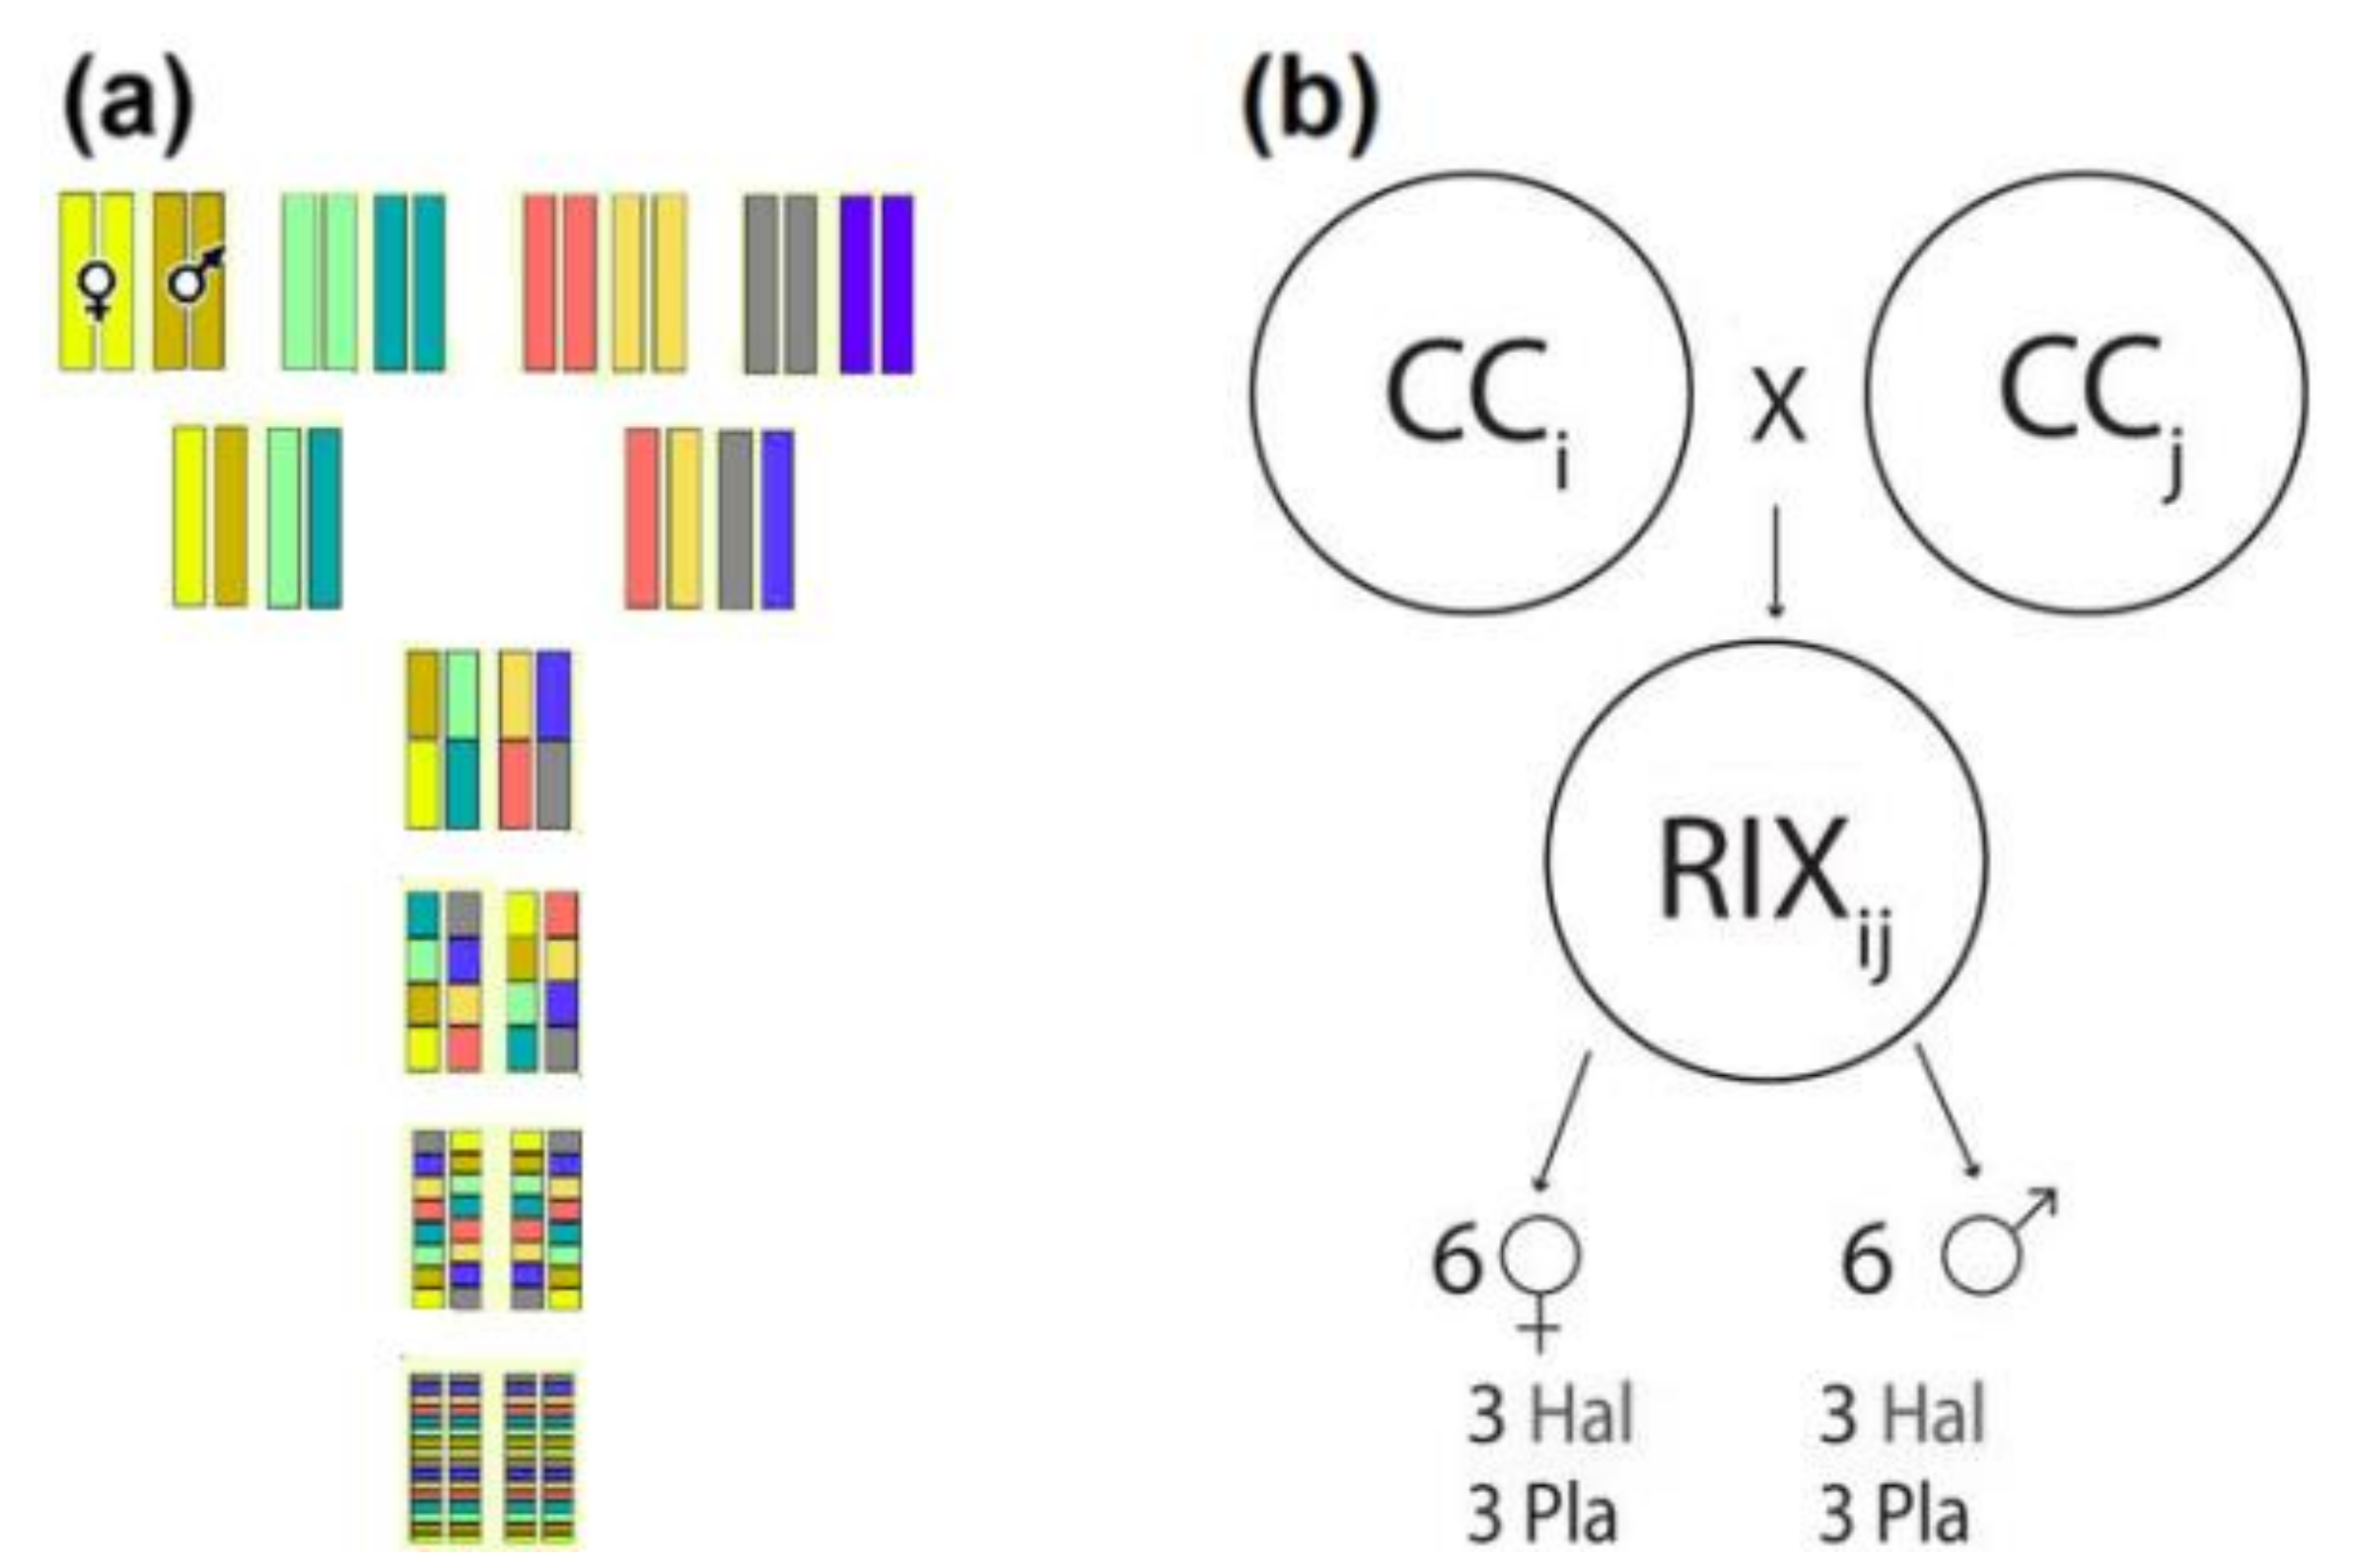 (a)
(b)
CCi X CCj
RIXij
6 ♀ 6 ♂
3 Hal 3 Hal
3 Pla 3 Pla